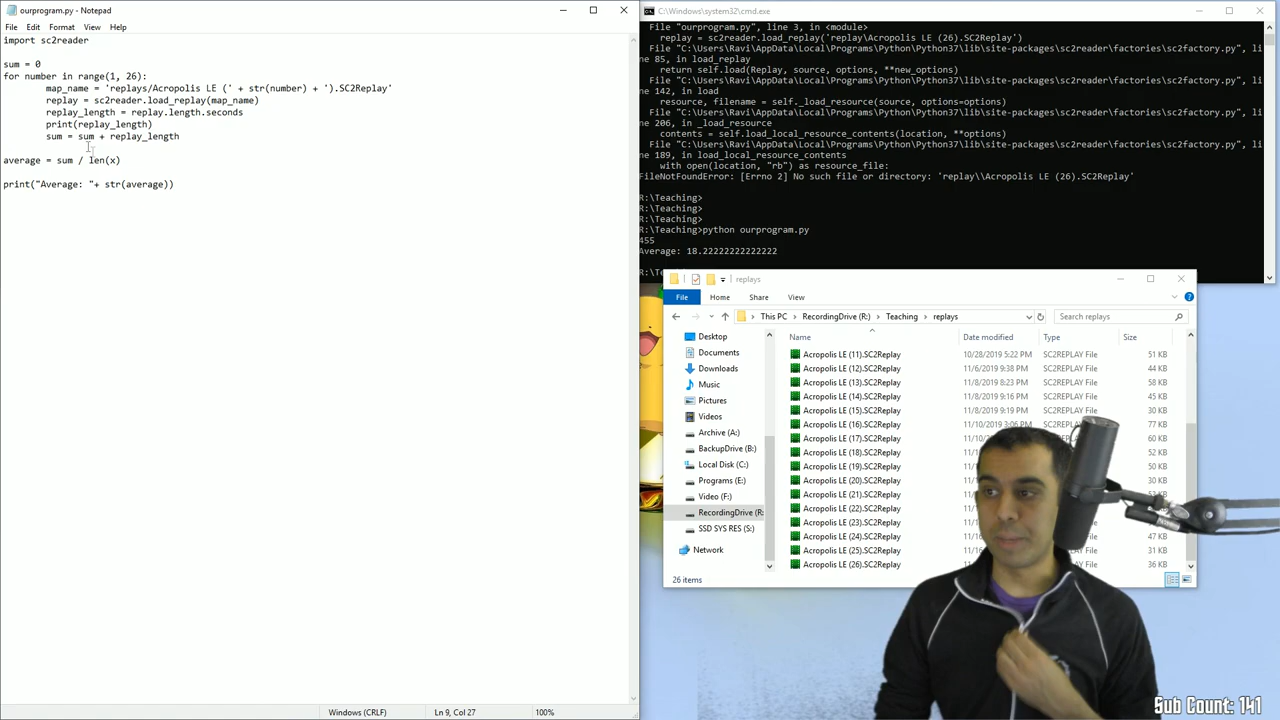 ourprogram.py - Notepad
File Edit Format View Help
import sc2reader
sum = 0
for number in range(1, 26):
map_name = 'replays/Acropolis LE (' + str(number) + ').SC2Replay'
replay = sc2reader.load_replay(map_name)
replay_length = replay.length.seconds
print(replay_length)
sum = sum + replay_length
average = sum / len(x)
print("Average: "+ str(average))
Windows (CRLF) Ln 9, Col 27 100%
C:\Windows\system32\cmd.exe
File "ourprogram.py", line 3, in <module>
replay = sc2reader.load_replay('replay\Acropolis LE (26).SC2Replay')
File "C:\Users\Ravi\AppData\Local\Programs\Python\Python37\lib\site-packages\sc2reader\factories\sc2factory.py", li
ne 85, in load_replay
return self.load(Replay, source, options, **new_options)
File "C:\Users\Ravi\AppData\Local\Programs\Python\Python37\lib\site-packages\sc2reader\factories\sc2factory.py", li
ne 142, in load
resource, filename = self._load_resource(source, options=options)
File "C:\Users\Ravi\AppData\Local\Programs\Python\Python37\lib\site-packages\sc2reader\factories\sc2factory.py", li
ne 206, in _load_resource
contents = self.load_local_resource_contents(location, **options)
File "C:\Users\Ravi\AppData\Local\Programs\Python\Python37\lib\site-packages\sc2reader\factories\sc2factory.py", li
ne 189, in load_local_resource_contents
with open(location, "rb") as resource_file:
FileNotFoundError: [Errno 2] No such file or directory: 'replay\\Acropolis LE (26).SC2Replay'
R:\Teaching>
R:\Teaching>
R:\Teaching>
R:\Teaching>python ourprogram.py
455
Average: 18.22222222222222
replays
File Home Share View
This PC > RecordingDrive (R:) > Teaching > replays
Search replays
Name Date modified Type Size
Desktop
Documents
Downloads
Music
Pictures
Videos
Archive (A:)
BackupDrive (B:)
Local Disk (C:)
Programs (E:)
Video (F:)
RecordingDrive (R:
SSD SYS RES (S:)
Network
Acropolis LE (11).SC2Replay 10/28/2019 5:22 PM SC2REPLAY File 51 KB
Acropolis LE (12).SC2Replay 11/6/2019 9:38 PM SC2REPLAY File 44 KB
Acropolis LE (13).SC2Replay 11/8/2019 8:23 PM SC2REPLAY File 58 KB
Acropolis LE (14).SC2Replay 11/8/2019 9:16 PM SC2REPLAY File 45 KB
Acropolis LE (15).SC2Replay 11/8/2019 9:19 PM SC2REPLAY File 30 KB
Acropolis LE (16).SC2Replay 11/10/2019 3:06 PM SC2REPLAY File 77 KB
Acropolis LE (17).SC2Replay SC2REPLAY File 60 KB
Acropolis LE (18).SC2Replay 52 KB
Acropolis LE (19).SC2Replay 50 KB
Acropolis LE (20).SC2Replay 30 KB
Acropolis LE (21).SC2Replay
Acropolis LE (22).SC2Replay
Acropolis LE (23).SC2Replay
Acropolis LE (24).SC2Replay 47 KB
Acropolis LE (25).SC2Replay 31 KB
Acropolis LE (26).SC2Replay 36 KB
26 items
Sub Count: 141